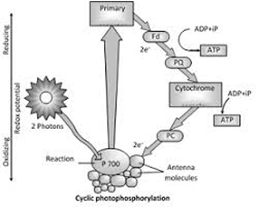 Primary
Reducing
Redox potential
Oxidizing
Fd
2e⁻
ADP+iP
ATP
PQ
Cytochrome
ADP+iP
ATP
2 Photons
PC
2e⁻
Reaction
P 700
Antenna
molecules
Cyclic photophosphorylation